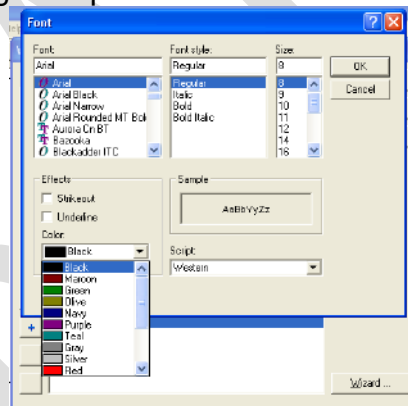 Font
Font: Font style: Size:
Arial Regular 8 OK
Arial Regular 8 Cancel
Arial Black Italic 9
Arial Narrow Bold 10
Arial Rounded MT Bol Bold Italic 11
Aurora Cn BT 12
Bazooka 14
Blackadder ITC 16
Effects Sample
Strikeout AaBbYyZz
Underline
Color: Script:
Black Western
Black
Maroon
Green
Olive
Navy
Purple
Teal
Gray
Silver
Red
+
Wizard ...